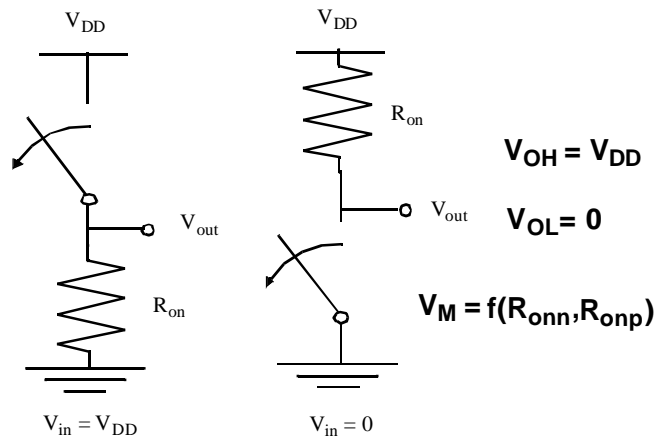 V_DD
V_out
R_on
V_in = V_DD
V_DD
R_on
V_out
V_in = 0
V_OH = V_DD
V_OL = 0
V_M = f(R_onn, R_onp)